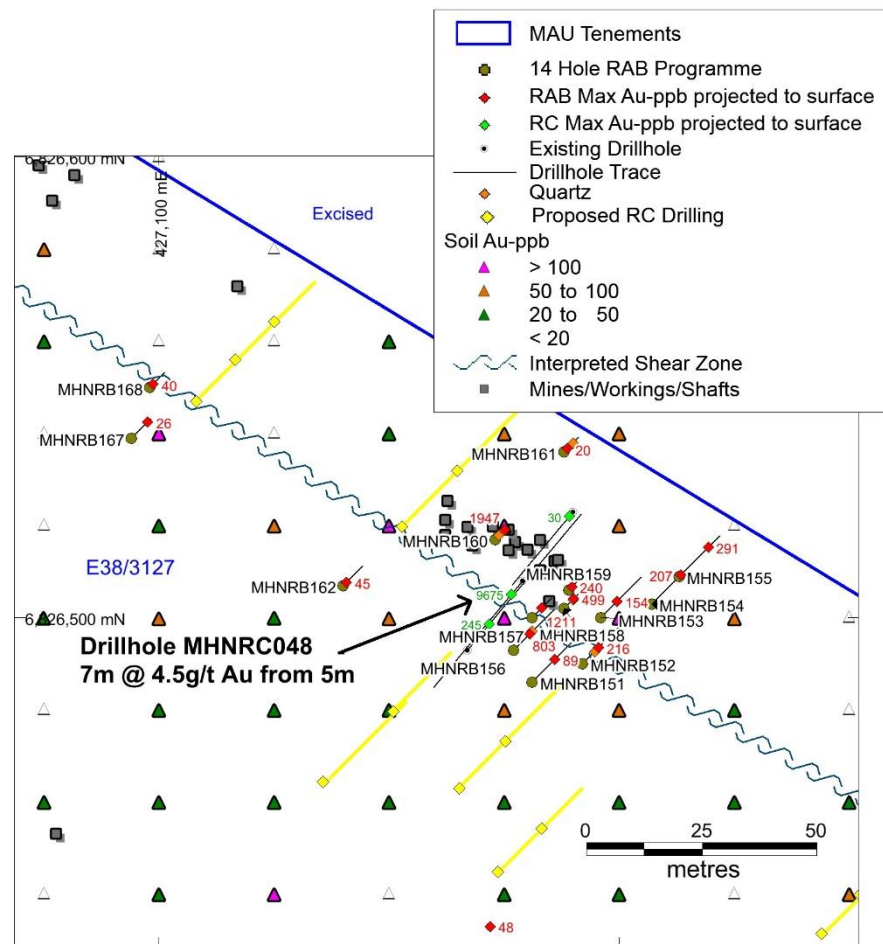 MAU Tenements
14 Hole RAB Programme
RAB Max Au-ppb projected to surface
RC Max Au-ppb projected to surface
Existing Drillhole
Drillhole Trace
Quartz
Proposed RC Drilling
Soil Au-ppb
> 100
50 to 100
20 to 50
< 20
Interpreted Shear Zone
Mines/Workings/Shafts
6,826,600 mN
427,100 mE
Excised
MHNRB168
40
26
MHNRB167
MHNRB161
20
1947
30
MHNRB160
291
E38/3127
MHNRB162
45
MHNRB159
207
MHNRB155
9675
240
499
154
MHNRB154
6,826,500 mN
245
1211
MHNRB153
Drillhole MHNRC048
7m @ 4.5g/t Au from 5m
MHNRB157
MHNRB158
803
216
MHNRB156
89
MHNRB152
MHNRB151
0
25
50
metres
48